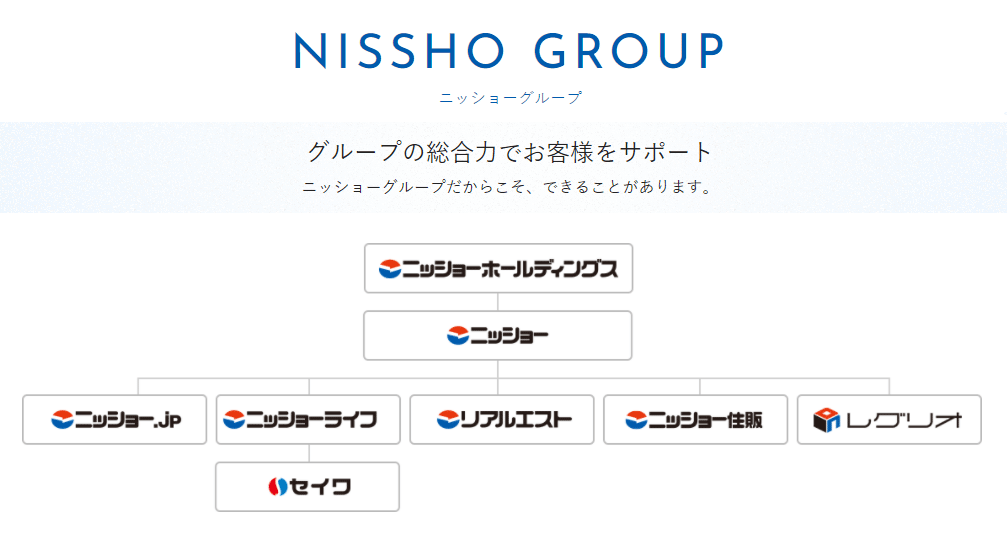 NISSHO GROUP
ニッショーグループ
グループの総合力でお客様をサポート
ニッショーグループだからこそ、できることがあります。
ニッショーホールディングス
ニッショー
ニッショー.jp
ニッショーライフ
リアルエスト
ニッショー住販
レグリオ
セイワ